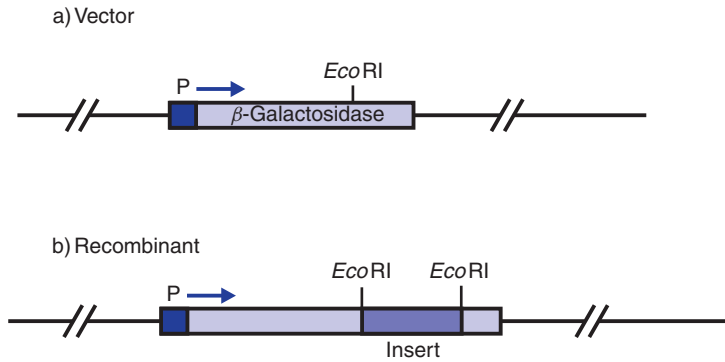 a) Vector
EcoRI
P
β-Galactosidase
b) Recombinant
EcoRI EcoRI
P
Insert